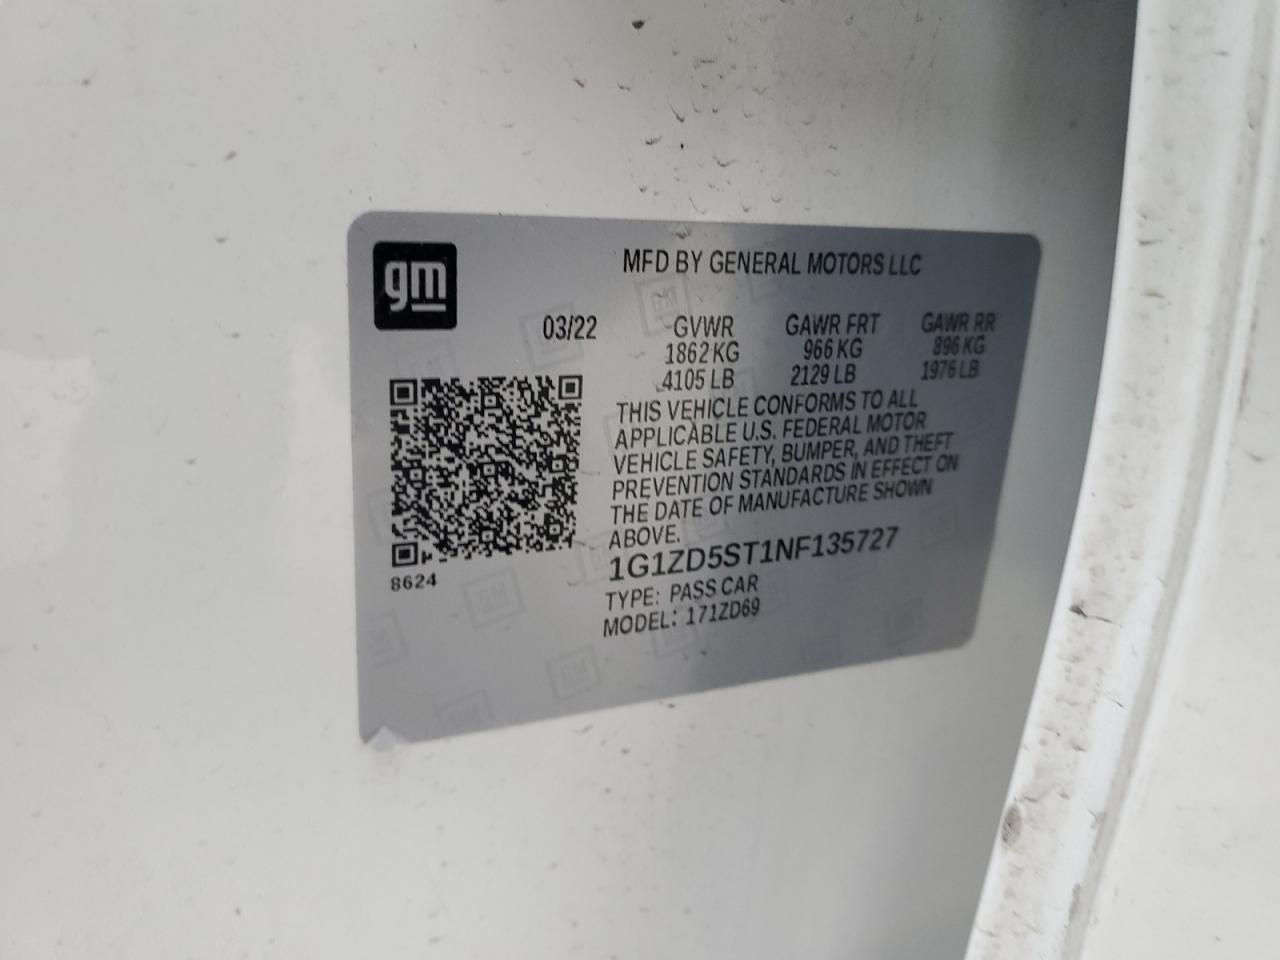 gm
MFD BY GENERAL MOTORS LLC
03/22 GVWR GAWR FRT GAWR RR
1862 KG 966 KG 896 KG
4105 LB 2129 LB 1976 LB
THIS VEHICLE CONFORMS TO ALL
APPLICABLE U.S. FEDERAL MOTOR
VEHICLE SAFETY, BUMPER, AND THEFT
PREVENTION STANDARDS IN EFFECT ON
THE DATE OF MANUFACTURE SHOWN
ABOVE.
1G1ZD5ST1NF135727
8624
TYPE: PASS CAR
MODEL: 171ZD69